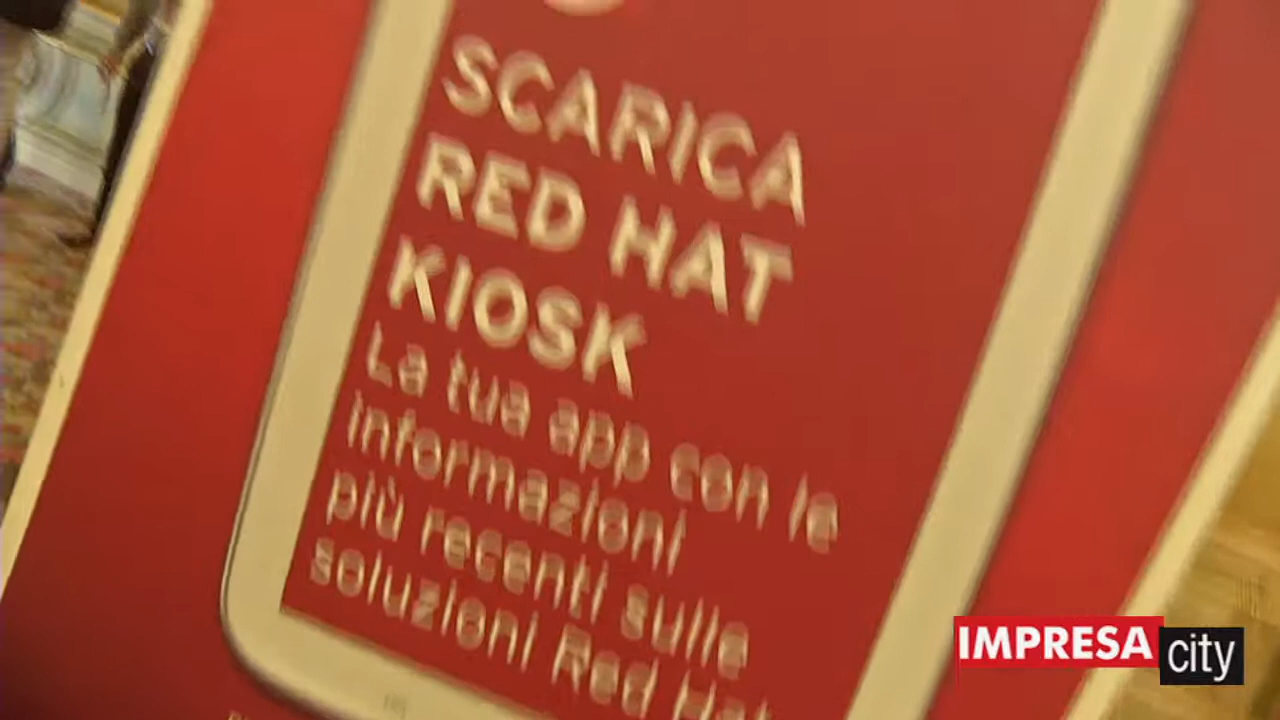 SCARICA
RED HAT
KIOSK
La tua app con le
informazioni
più recenti sulle
soluzioni Red Hat
IMPRESA
city